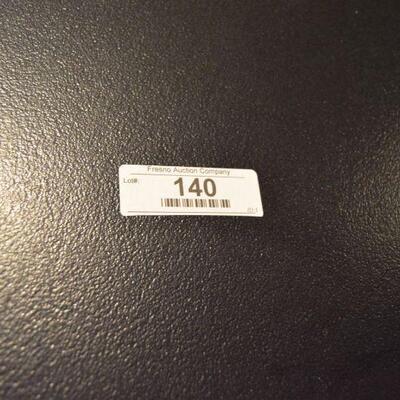 Fresno Auction Company
Lot#: 140